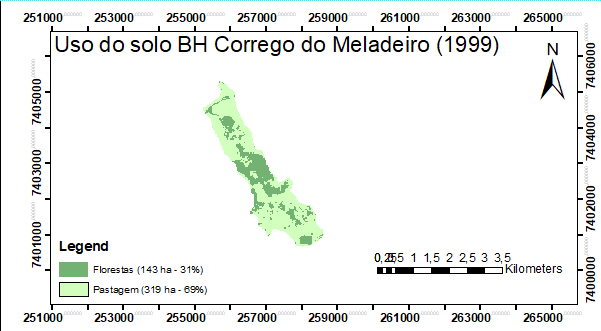 251000 253000 255000 257000 259000 261000 263000 265000
Uso do solo BH Corrego do Meladeiro (1999)
N
7405000
7403000
7401000
7406000
7404000
7402000
7400000
Legend
Florestas (143 ha - 31%)
Pastagem (319 ha - 69%)
1 1,5 2 2,5 3 3,5
Kilometers
251000 253000 255000 257000 259000 261000 263000 265000